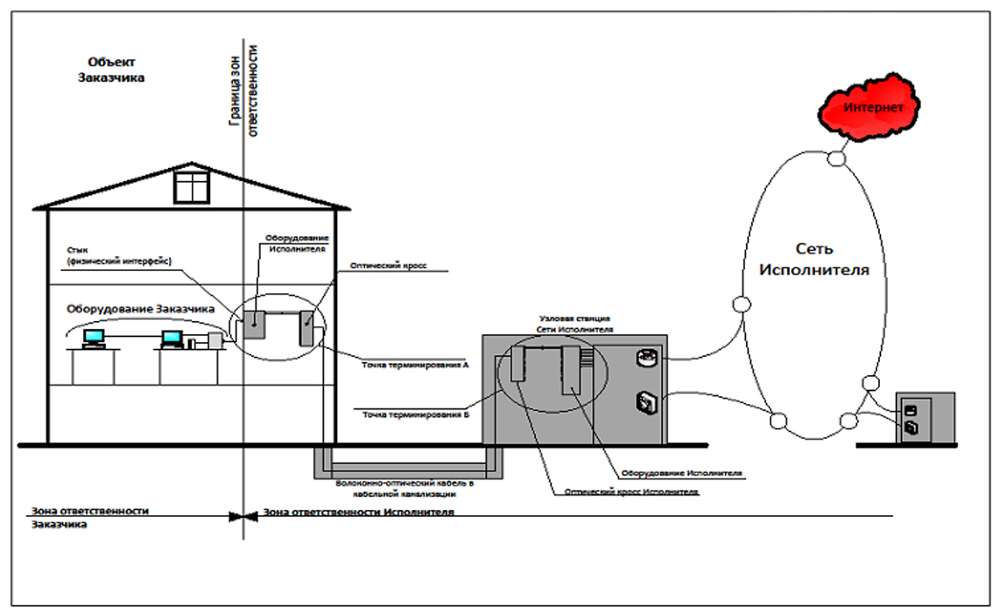 Объект
Заказчика
Граница зон
ответственности
Интернет
Сеть
Исполнителя
Оборудование
Исполнителя
Стык
(физический интерфейс)
Оптический кросс
Оборудование Заказчика
Узловая станция
Сети Исполнителя
Точка терминирования А
Точка терминирования Б
Оборудование Исполнителя
Волоконно-оптический кабель в
кабельной канализации
Оптический кросс Исполнителя
Зона ответственности
Заказчика
Зона ответственности Исполнителя